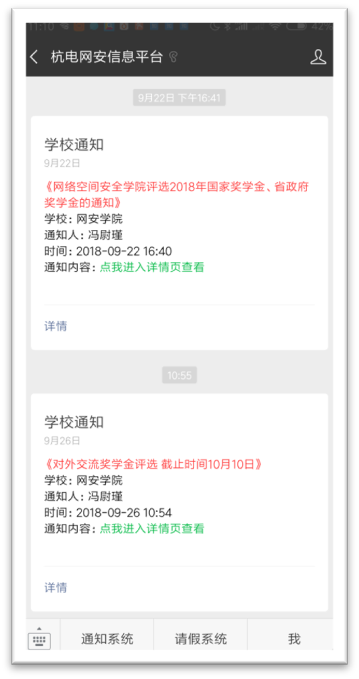 11:10
42%
杭电网安信息平台
9月22日 下午16:41
学校通知
9月22日
《网络空间安全学院评选2018年国家奖学金、省政府
奖学金的通知》
学校: 网安学院
通知人: 冯尉瑾
时间: 2018-09-22 16:40
通知内容: 点我进入详情页查看
详情
10:55
学校通知
9月26日
《对外交流奖学金评选 截止时间10月10日》
学校: 网安学院
通知人: 冯尉瑾
时间: 2018-09-26 10:54
通知内容: 点我进入详情页查看
详情
通知系统
请假系统
我